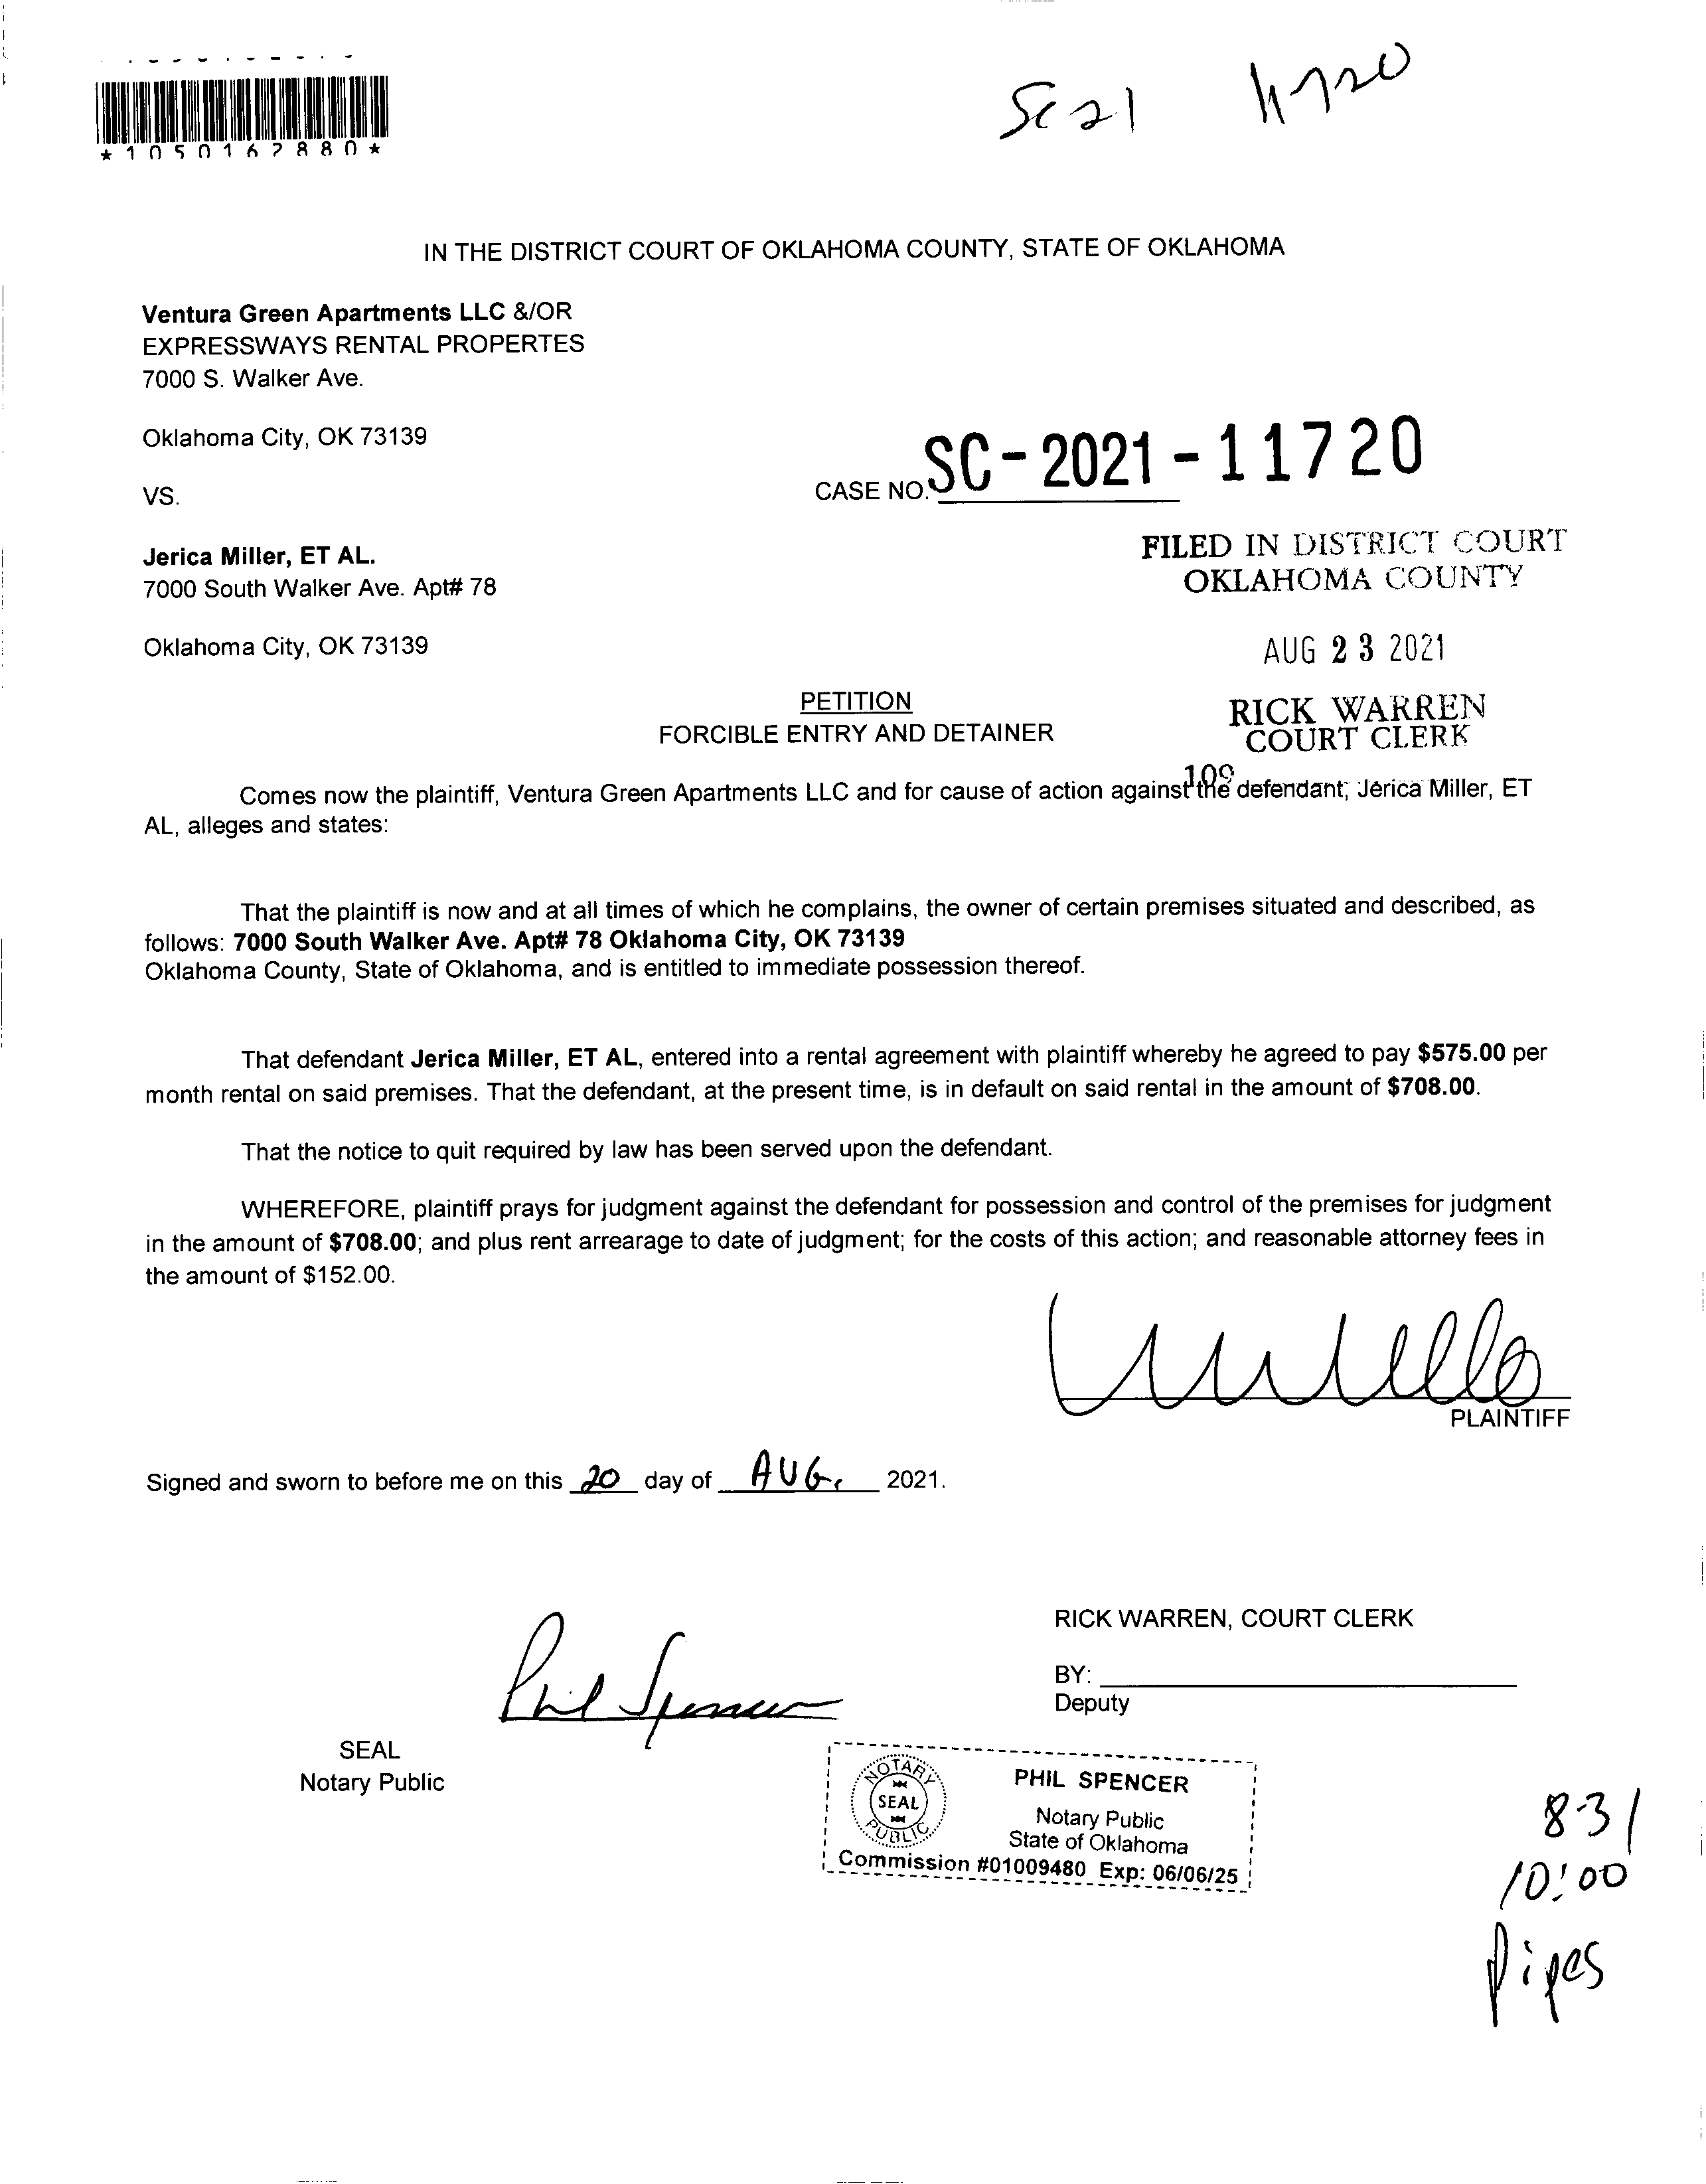 *1050162880*
SC21 11720
IN THE DISTRICT COURT OF OKLAHOMA COUNTY, STATE OF OKLAHOMA
Ventura Green Apartments LLC &/OR
EXPRESSWAYS RENTAL PROPERTES
7000 S. Walker Ave.
Oklahoma City, OK 73139
VS.
CASE NO. SC-2021-11720
Jerica Miller, ET AL.
7000 South Walker Ave. Apt# 78
Oklahoma City, OK 73139
FILED IN DISTRICT COURT
OKLAHOMA COUNTY
AUG 23 2021
RICK WARREN
COURT CLERK
109
PETITION
FORCIBLE ENTRY AND DETAINER
Comes now the plaintiff, Ventura Green Apartments LLC and for cause of action against the defendant, Jerica Miller, ET
AL, alleges and states:
That the plaintiff is now and at all times of which he complains, the owner of certain premises situated and described, as
follows: 7000 South Walker Ave. Apt# 78 Oklahoma City, OK 73139
Oklahoma County, State of Oklahoma, and is entitled to immediate possession thereof.
That defendant Jerica Miller, ET AL, entered into a rental agreement with plaintiff whereby he agreed to pay $575.00 per
month rental on said premises. That the defendant, at the present time, is in default on said rental in the amount of $708.00.
That the notice to quit required by law has been served upon the defendant.
WHEREFORE, plaintiff prays for judgment against the defendant for possession and control of the premises for judgment
in the amount of $708.00; and plus rent arrearage to date of judgment; for the costs of this action; and reasonable attorney fees in
the amount of $152.00.
PLAINTIFF
Signed and sworn to before me on this 20 day of AUG. 2021.
RICK WARREN, COURT CLERK
BY:
Deputy
Phil Spencer
SEAL
Notary Public
NOTARY PUBLIC
SEAL
PHIL SPENCER
Notary Public
State of Oklahoma
Commission #01009480 Exp: 06/06/25
8-31
10:00
Pipes